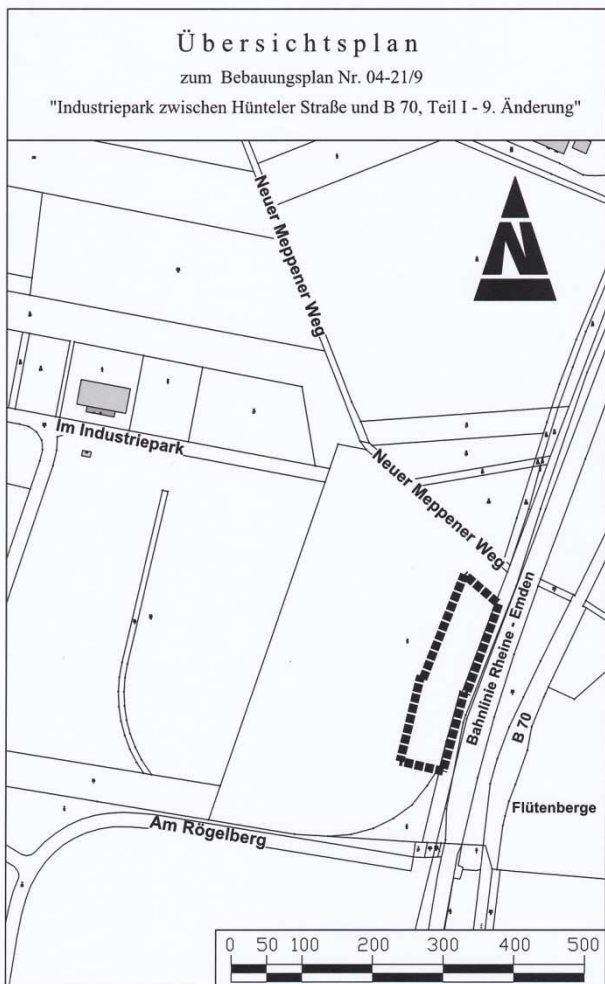 Übersichtsplan
zum Bebauungsplan Nr. 04-21/9
"Industriepark zwischen Hünteler Straße und B 70, Teil I - 9. Änderung"
Neuer Meppener Weg
N
Im Industriepark
Neuer Meppener Weg
Bahnlinie Rheine - Emden
B 70
Flütenberge
Am Rögelberg
0 50 100 200 300 400 500